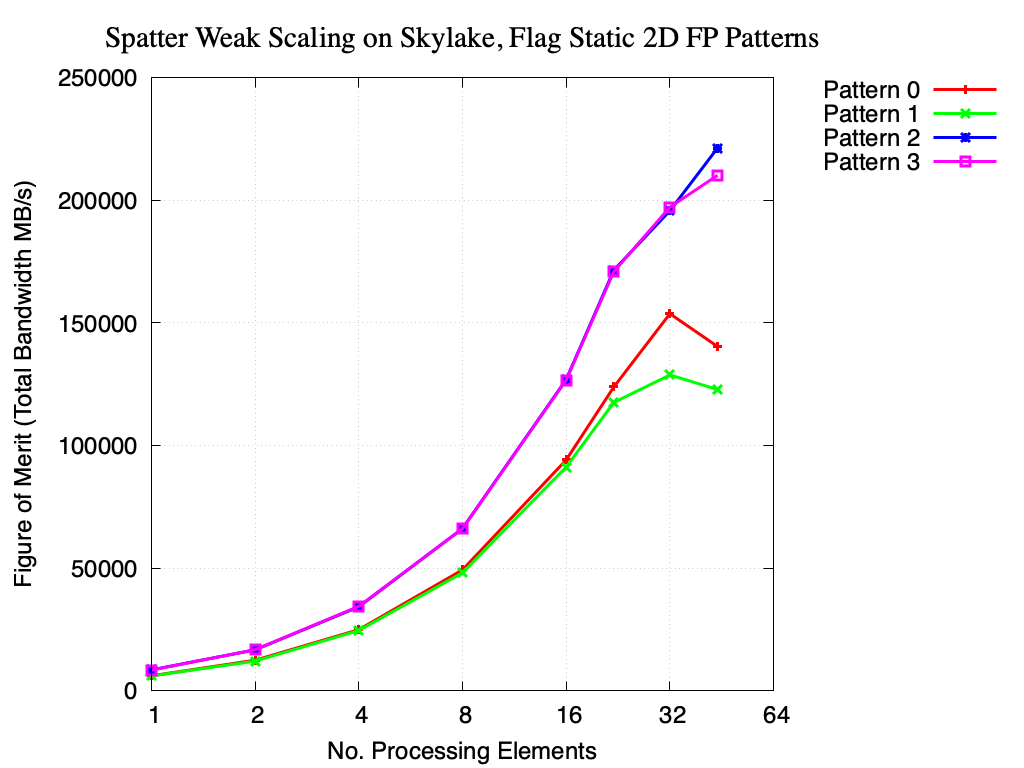 Spatter Weak Scaling on Skylake, Flag Static 2D FP Patterns
250000
200000
150000
100000
50000
0
Figure of Merit (Total Bandwidth MB/s)
1 2 4 8 16 32 64
No. Processing Elements
Pattern 0
Pattern 1
Pattern 2
Pattern 3